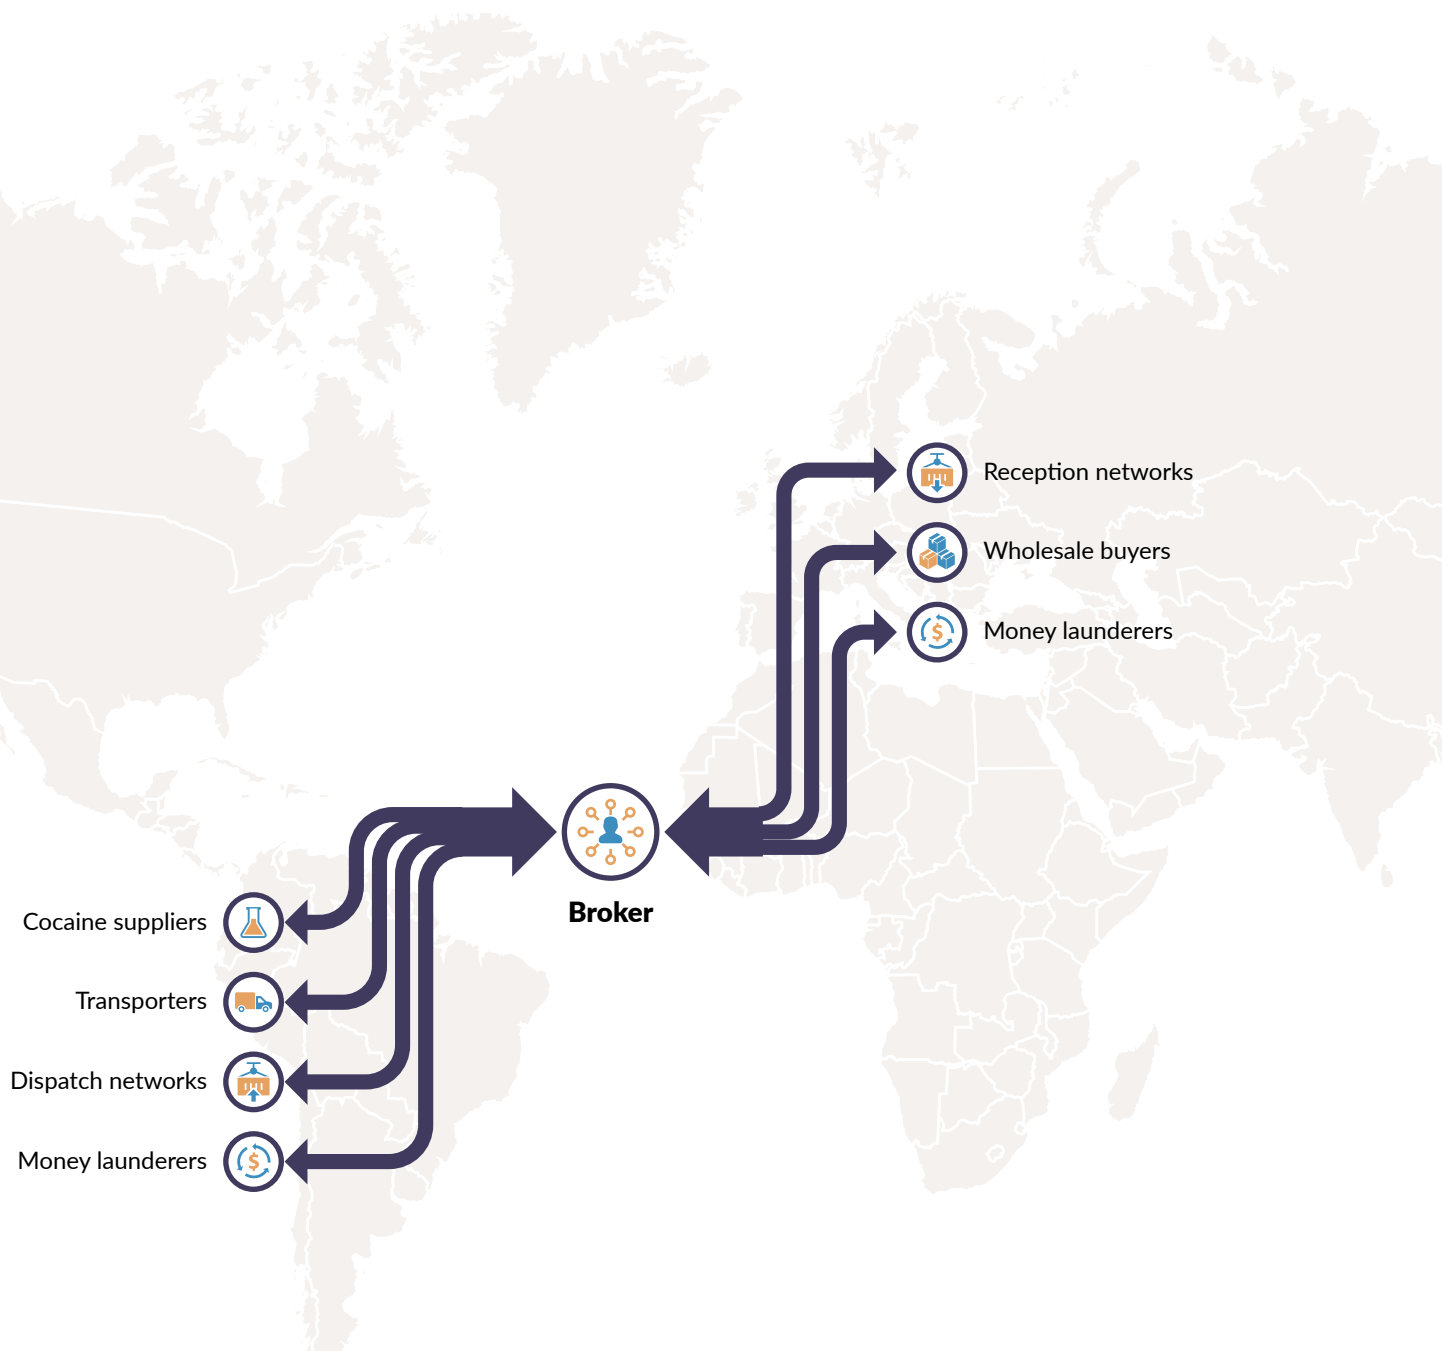 Reception networks
Wholesale buyers
$
Money launderers
Broker
Cocaine suppliers
Transporters
Dispatch networks
Money launderers
$